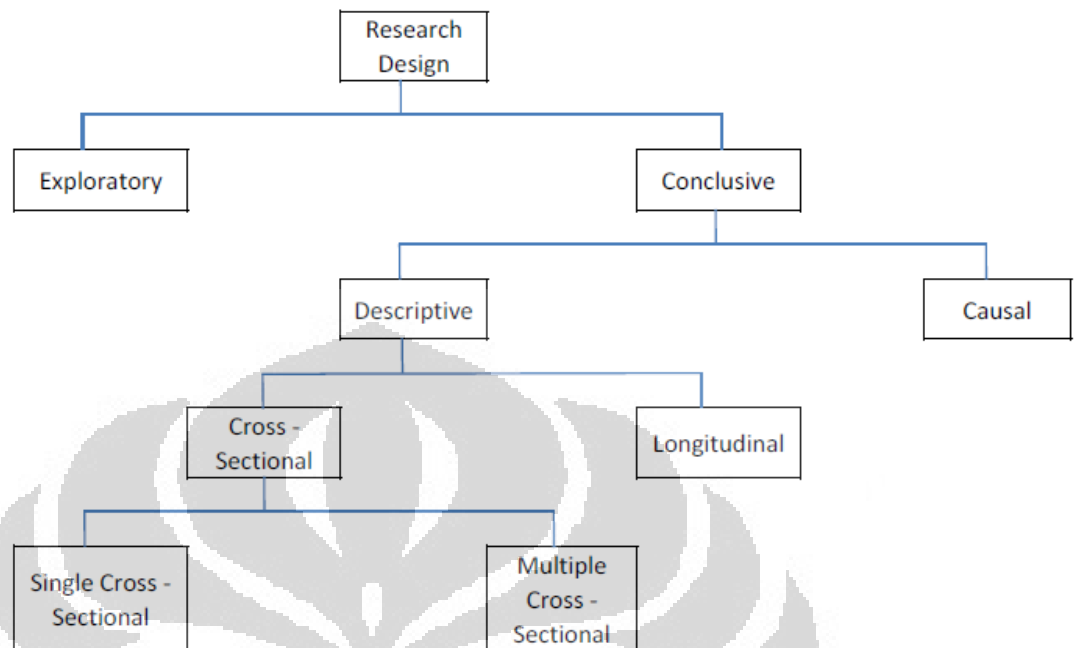 Research
Design
Exploratory
Conclusive
Descriptive
Causal
Cross -
Sectional
Longitudinal
Single Cross -
Sectional
Multiple
Cross -
Sectional